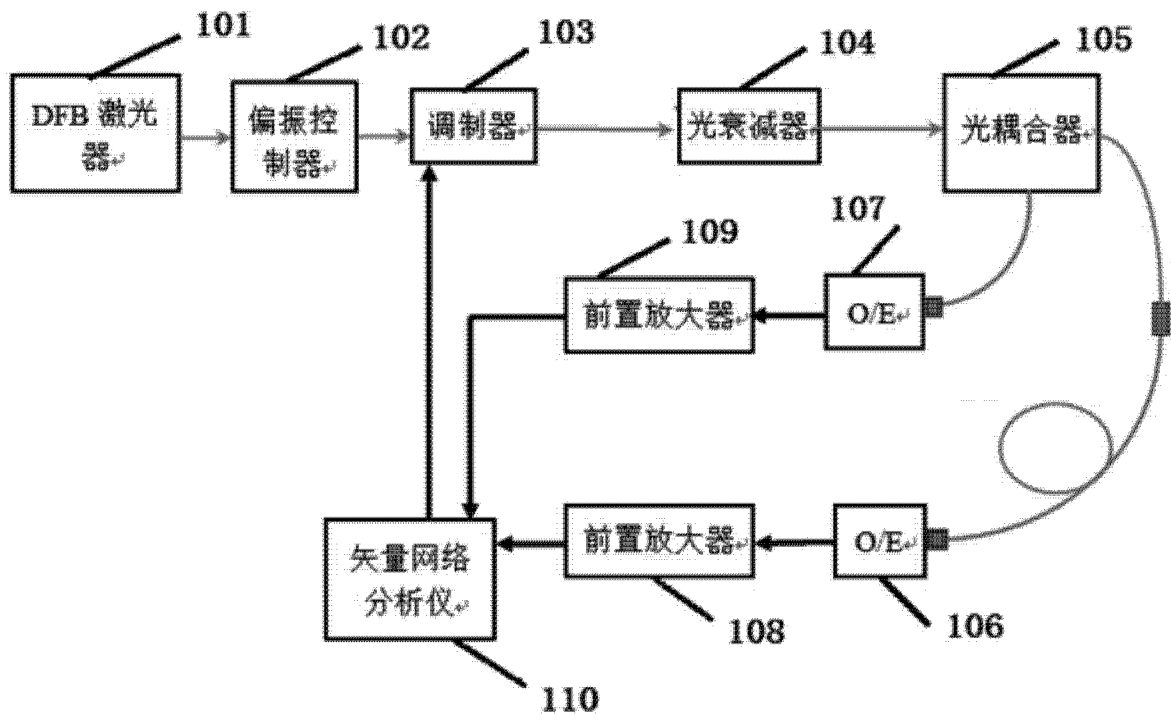 101
102
103
104
105
DFB 激光
器
偏振控
制器
调制器
光衰减器
光耦合器
109
107
前置放大器
O/E
矢量网络
分析仪
前置放大器
O/E
108
106
110